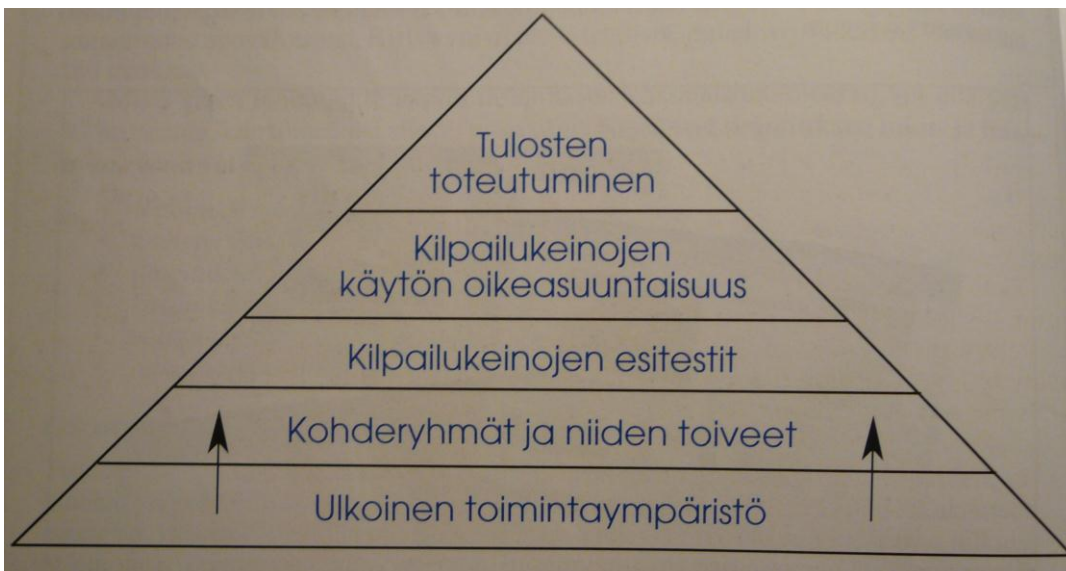 Tulosten
toteutuminen
Kilpailukeinojen
käytön oikeasuuntaisuus
Kilpailukeinojen esitestit
Kohderyhmät ja niiden toiveet
Ulkoinen toimintaympäristö